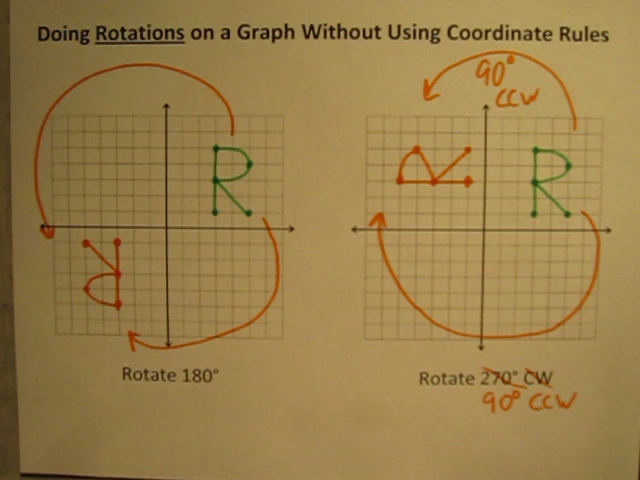 Doing Rotations on a Graph Without Using Coordinate Rules
90°
CCW
R
R
R
R
Rotate 180°
Rotate 270° CW
90° CCW